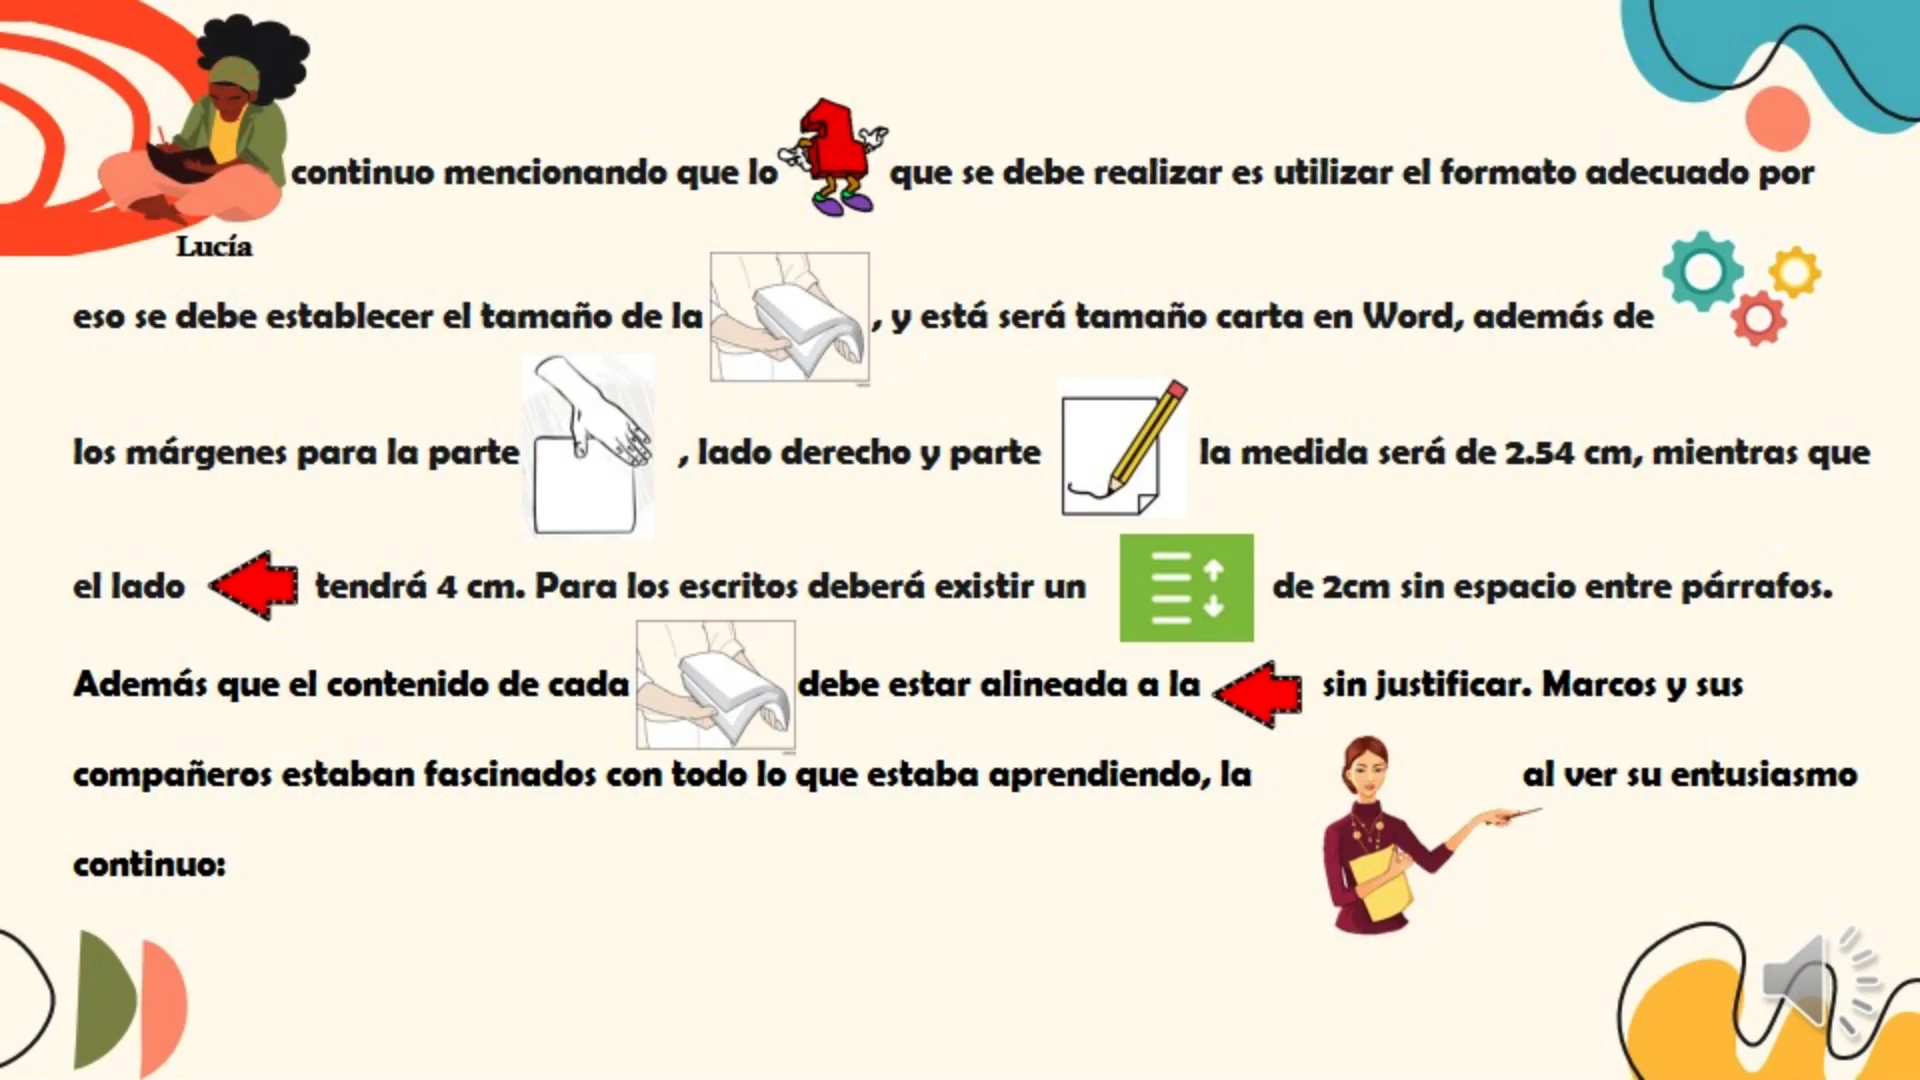 continuo mencionando que lo 1 que se debe realizar es utilizar el formato adecuado por
Lucía
eso se debe establecer el tamaño de la , y está será tamaño carta en Word, además de
los márgenes para la parte , lado derecho y parte la medida será de 2.54 cm, mientras que
el lado tendrá 4 cm. Para los escritos deberá existir un de 2cm sin espacio entre párrafos.
Además que el contenido de cada debe estar alineada a la sin justificar. Marcos y sus
compañeros estaban fascinados con todo lo que estaba aprendiendo, la al ver su entusiasmo
continuo: